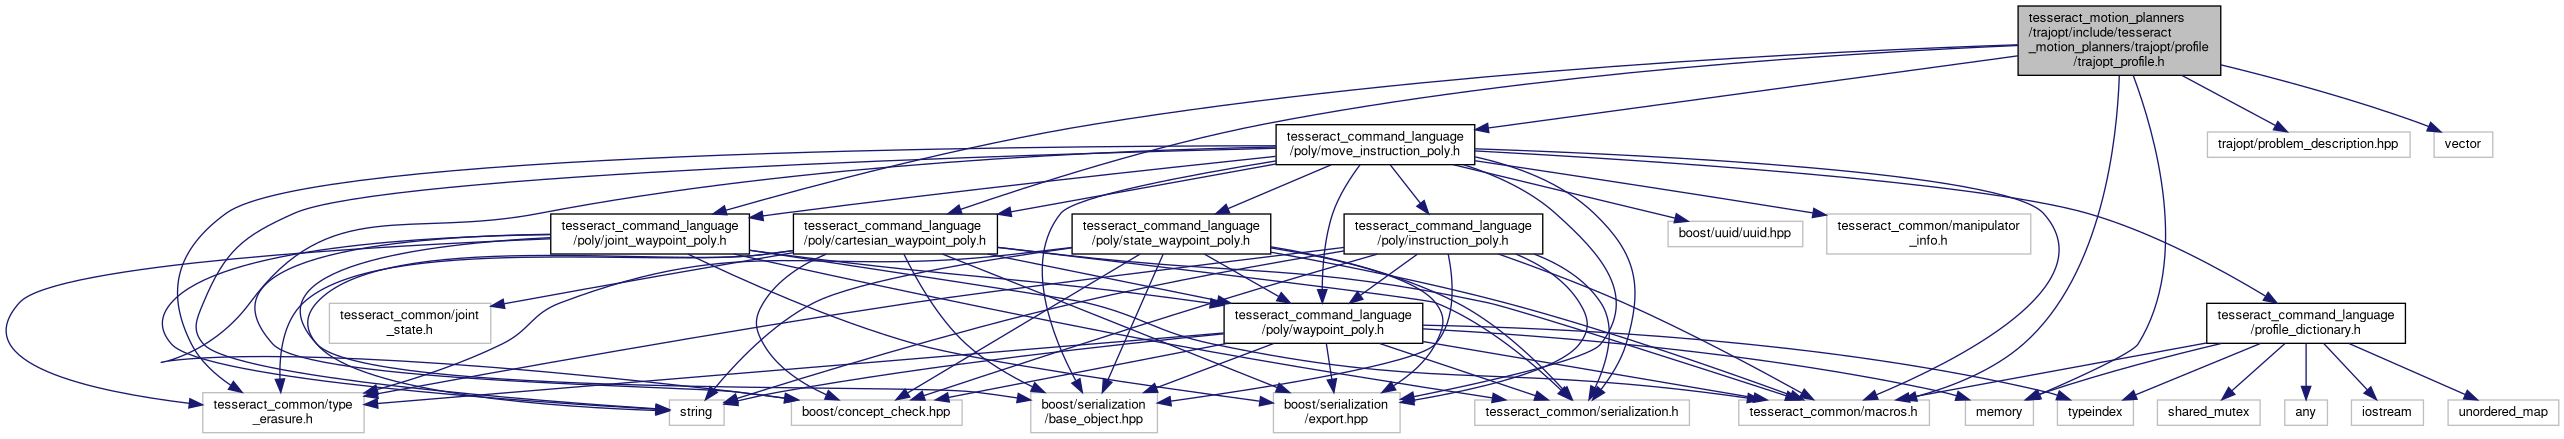 tesseract_motion_planners
/trajopt/include/tesseract
_motion_planners/trajopt/profile
/trajopt_profile.h
tesseract_command_language
/poly/move_instruction_poly.h
trajopt/problem_description.hpp
vector
tesseract_command_language
/poly/joint_waypoint_poly.h
tesseract_command_language
/poly/cartesian_waypoint_poly.h
tesseract_command_language
/poly/state_waypoint_poly.h
tesseract_command_language
/poly/instruction_poly.h
boost/uuid/uuid.hpp
tesseract_common/manipulator
_info.h
tesseract_common/joint
_state.h
tesseract_command_language
/poly/waypoint_poly.h
tesseract_command_language
/profile_dictionary.h
tesseract_common/type
_erasure.h
string
boost/concept_check.hpp
boost/serialization
/base_object.hpp
boost/serialization
/export.hpp
tesseract_common/serialization.h
tesseract_common/macros.h
memory
typeindex
shared_mutex
any
iostream
unordered_map